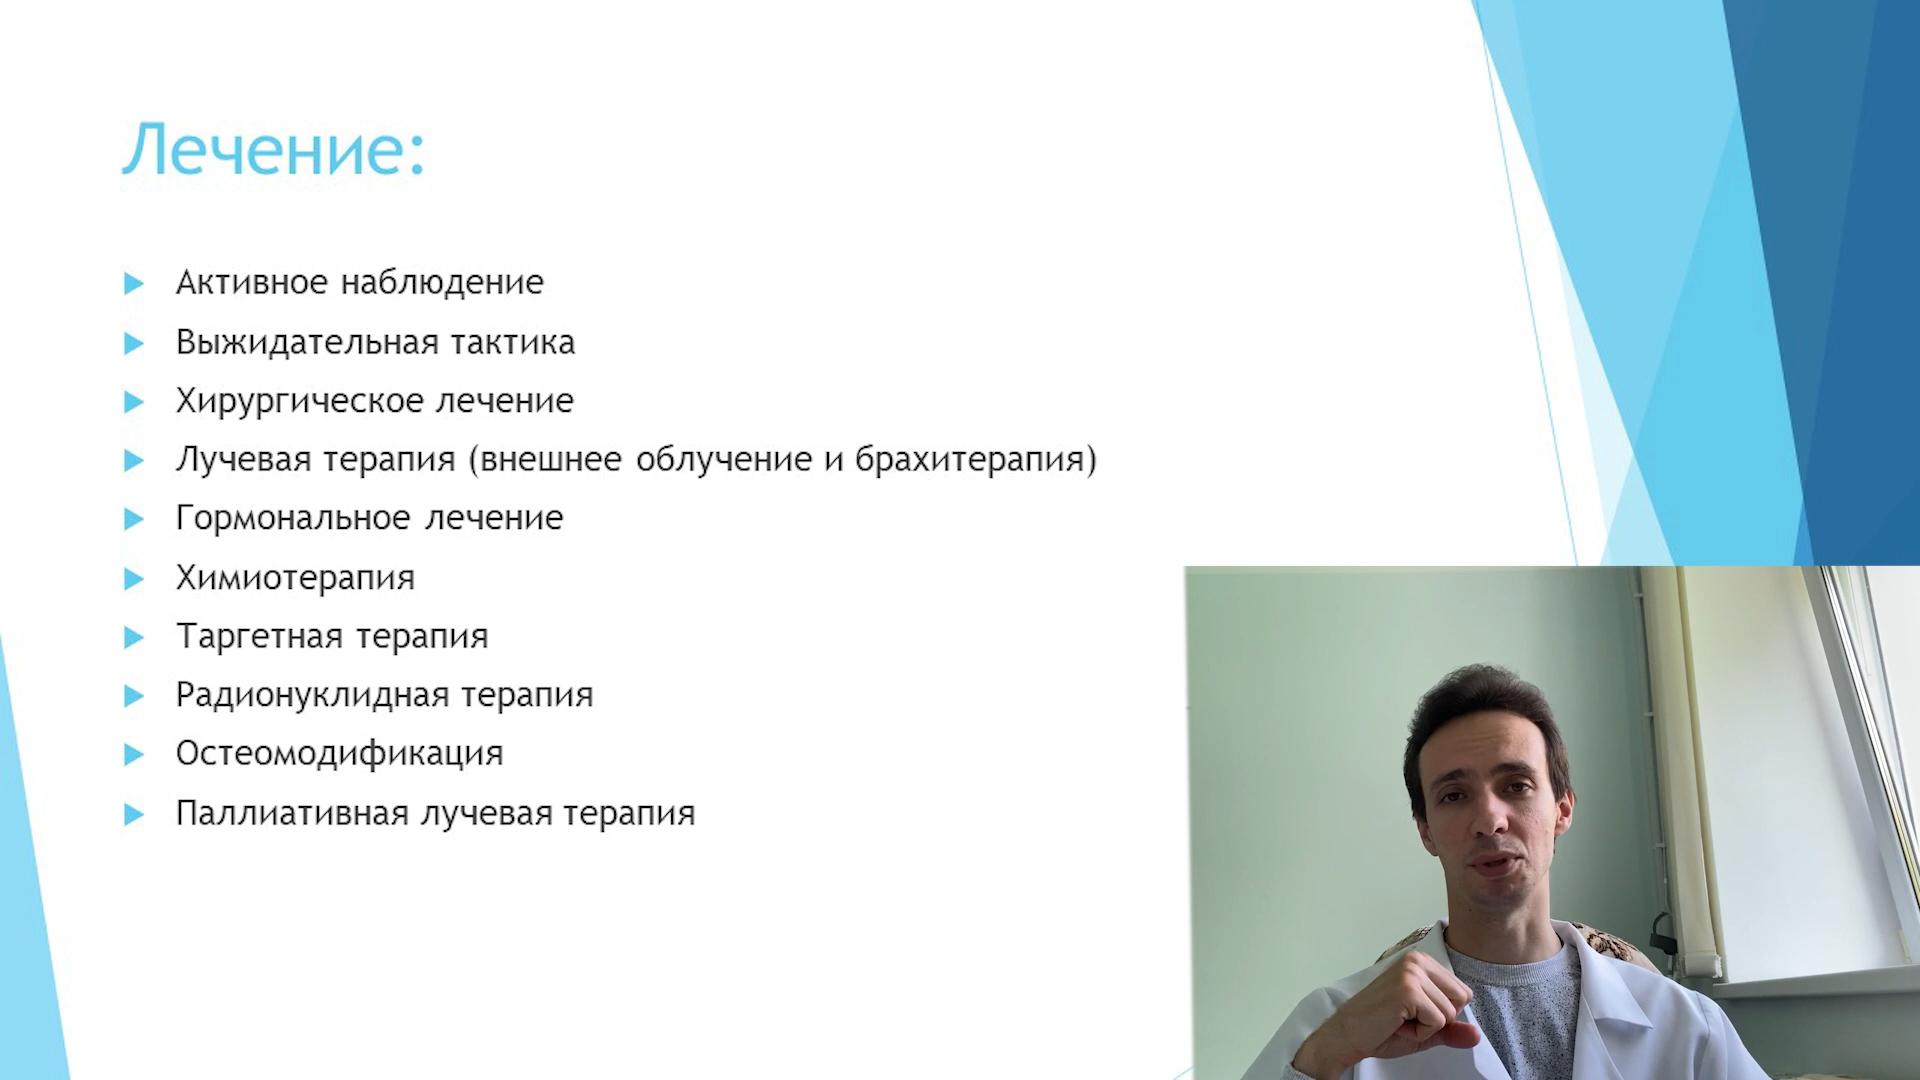 Лечение:
Активное наблюдение
Выжидательная тактика
Хирургическое лечение
Лучевая терапия (внешнее облучение и брахитерапия)
Гормональное лечение
Химиотерапия
Таргетная терапия
Радионуклидная терапия
Остеомодификация
Паллиативная лучевая терапия